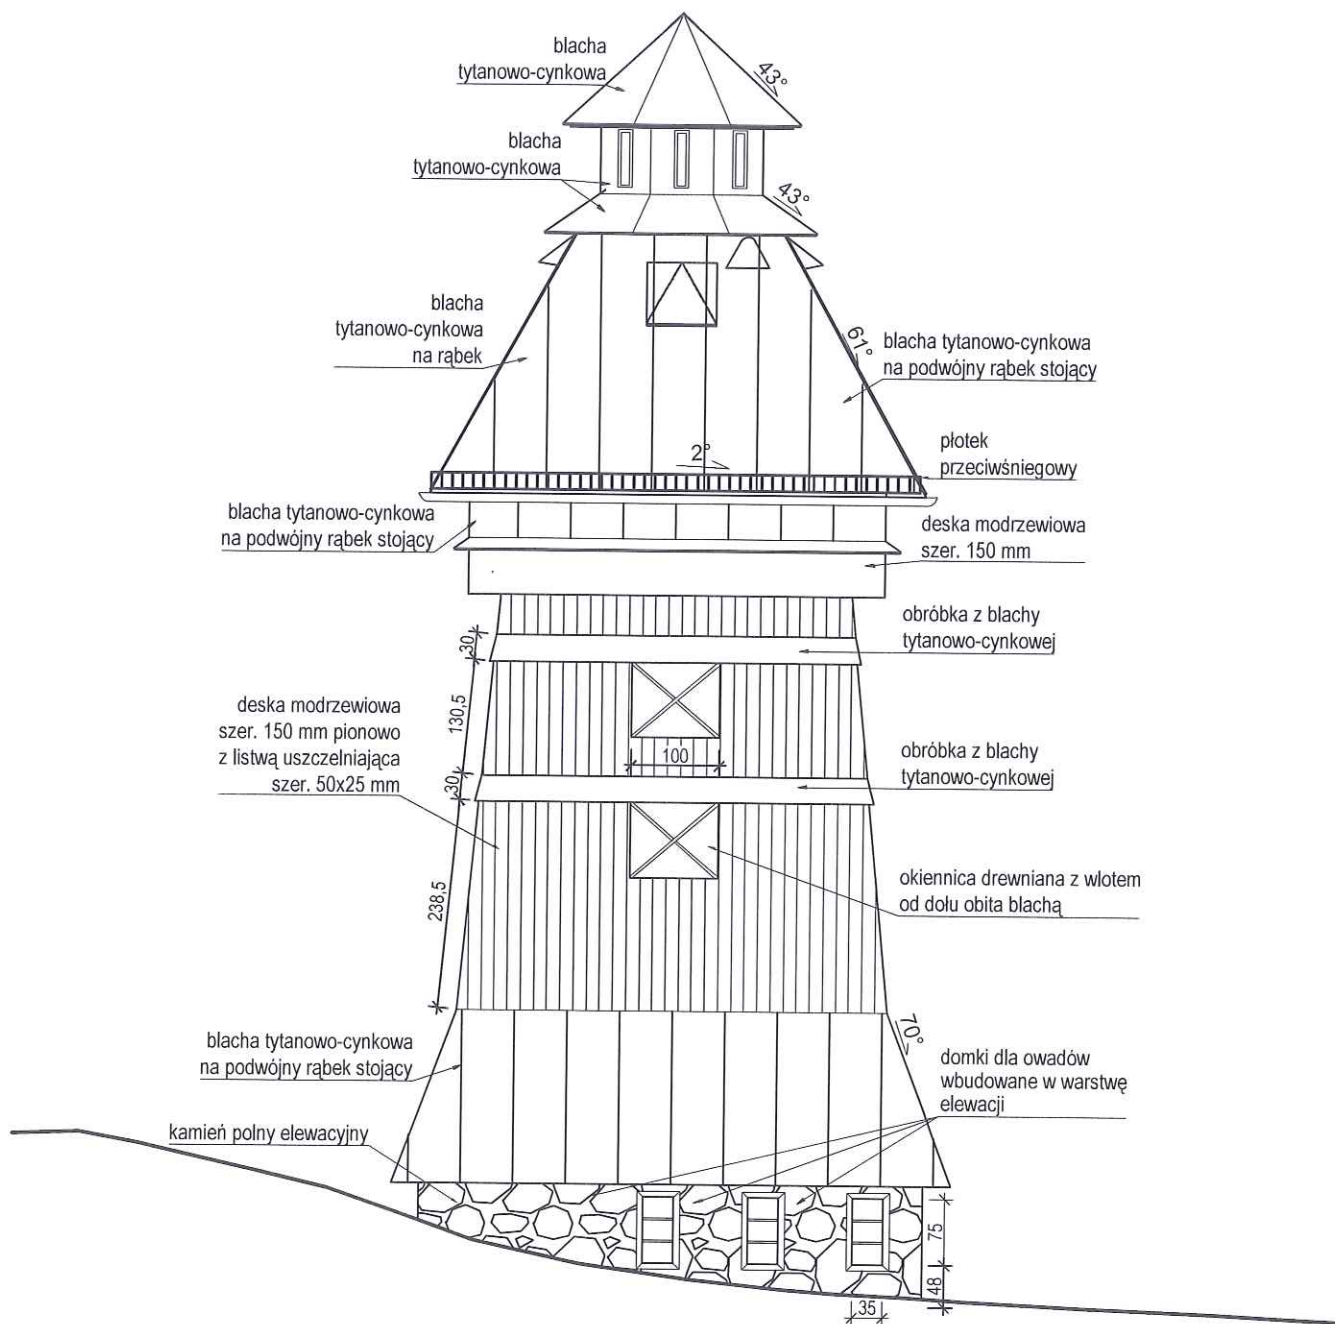 blacha
tytanowo-cynkowa
43°
blacha
tytanowo-cynkowa
43°
blacha
tytanowo-cynkowa
na rąbek
61°
blacha tytanowo-cynkowa
na podwójny rąbek stojący
2°
płotek
przeciwśniegowy
blacha tytanowo-cynkowa
na podwójny rąbek stojący
deska modrzewiowa
szer. 150 mm
30
obróbka z blachy
tytanowo-cynkowej
130,5
deska modrzewiowa
szer. 150 mm pionowo
z listwą uszczelniająca
szer. 50x25 mm
100
30
obróbka z blachy
tytanowo-cynkowej
238,5
okiennica drewniana z wlotem
od dołu obita blachą
70°
blacha tytanowo-cynkowa
na podwójny rąbek stojący
domki dla owadów
wbudowane w warstwę
elewacji
kamień polny elewacyjny
75
48
35